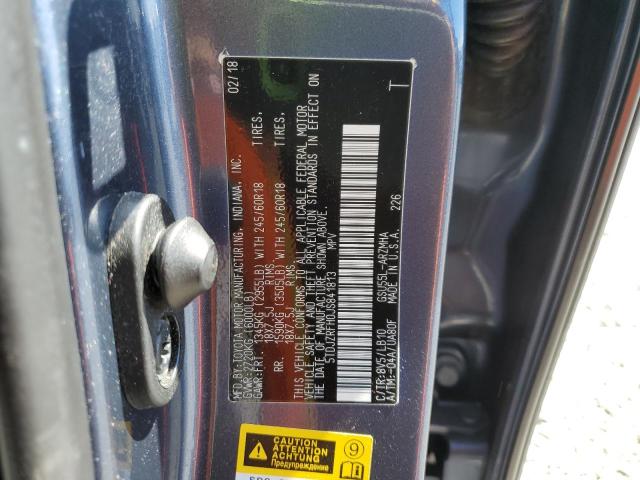 MFD. BY: TOYOTA MOTOR MANUFACTURING, INDIANA, INC. 02/18
GVWR: 2720KG (6000LB)
GAWR: FRT. 1345KG (2955LB) WITH 245/60R18 TIRES,
18X7.5J RIMS
RR. 1590KG (3505LB) WITH 245/60R18 TIRES,
18X7.5J RIMS
THIS VEHICLE CONFORMS TO ALL APPLICABLE FEDERAL MOTOR
VEHICLE SAFETY AND THEFT PREVENTION STANDARDS IN EFFECT ON
THE DATE OF MANUFACTURE SHOWN ABOVE.
5TDJZRFH0JS841813 MPV
T
C/TR: 8V5/LB10 GSU55L-ARZMHA
A/TM: -04A/UA80F MADE IN U.S.A. 226
CAUTION
ATTENTION
ACHTUNG
Предупреждение
9